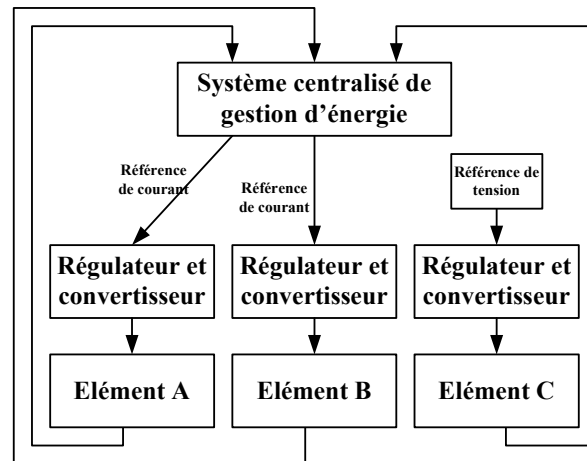 Système centralisé de
gestion d’énergie
Référence
de courant
Référence
de courant
Référence de
tension
Régulateur et
convertisseur
Régulateur et
convertisseur
Régulateur et
convertisseur
Elément A
Elément B
Elément C